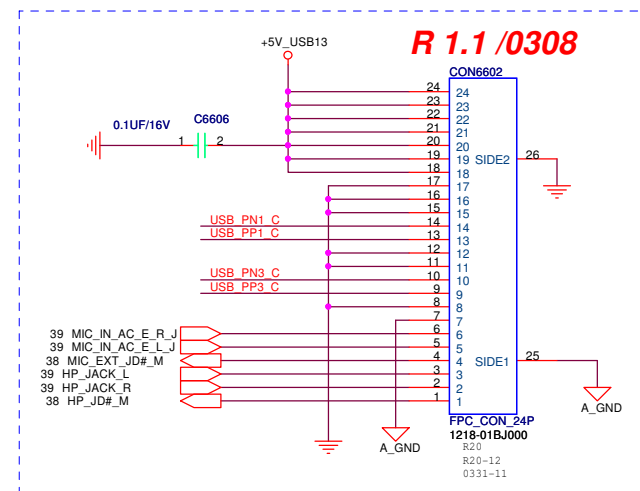 R 1.1 /0308
+5V_USB13
CON6602
0.1UF/16V
C6606
1 2
24 24
23 23
22 22
21 21
20 20
19 19 SIDE2 26
18 18
17 17
16 16
15 15
USB_PN1_C 14 14
USB_PP1_C 13 13
12 12
11 11
USB_PN3_C 10 10
USB_PP3_C 9 9
8 8
7 7
39 MIC_IN_AC_E_R_J 6 6
39 MIC_IN_AC_E_L_J 5 5
38 MIC_EXT_JD#_M 4 4 SIDE1 25
39 HP_JACK_L 3 3
39 HP_JACK_R 2 2
38 HP_JD#_M 1 1
A_GND
A_GND
FPC_CON_24P
1218-01BJ000
R20
R20-12
0331-11